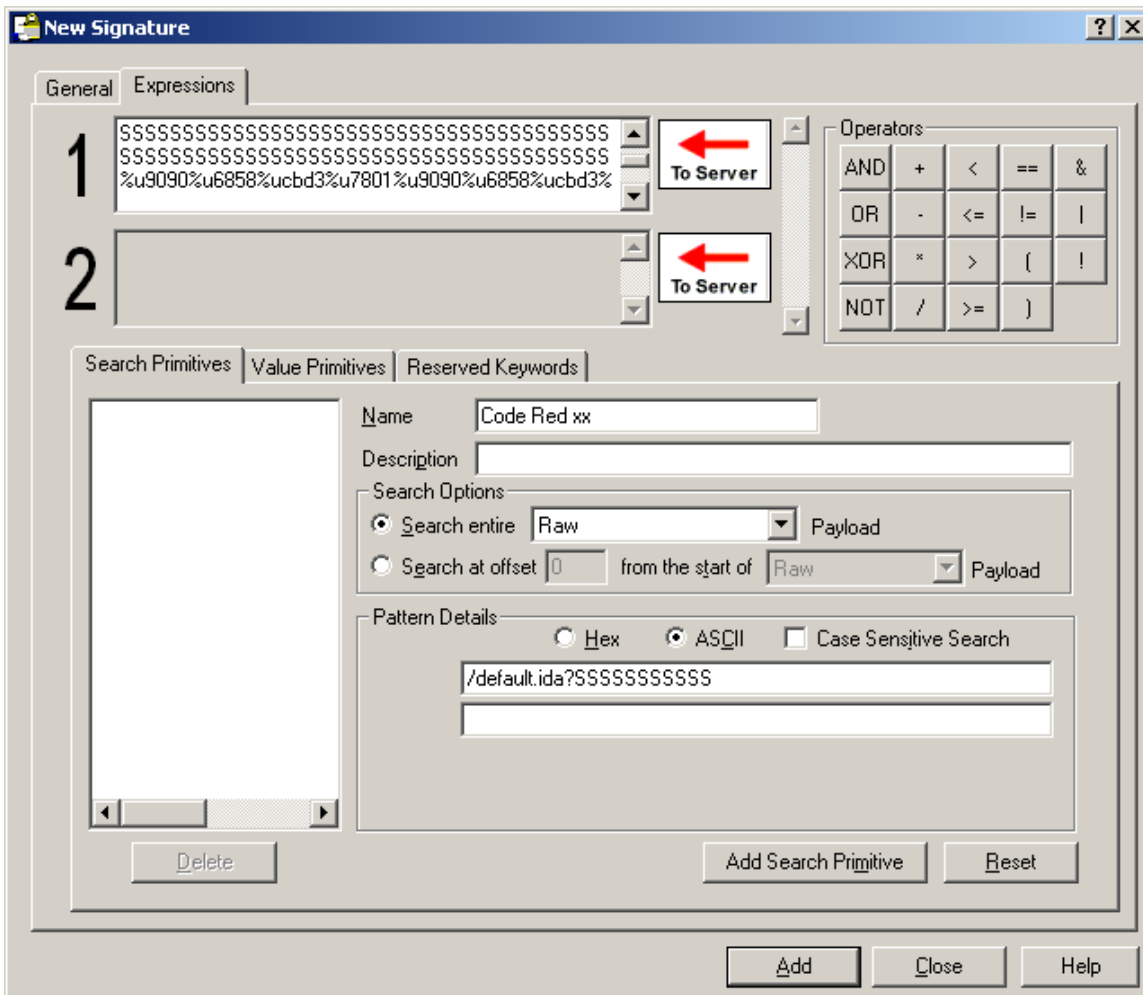 New Signature
General Expressions
1 SSSSSSSSSSSSSSSSSSSSSSSSSSSSSSSSSSSSSSS
SSSSSSSSSSSSSSSSSSSSSSSSSSSSSSSSSSSSSSS
%u9090%u6858%ucbd3%u7801%u9090%u6858%ucbd3%
To Server
2
To Server
Operators
AND + < == &
OR - <= != |
XOR * > ( !
NOT / >= )
Search Primitives Value Primitives Reserved Keywords
Name Code Red xx
Description
Search Options
Search entire Raw Payload
Search at offset 0 from the start of Raw Payload
Pattern Details
Hex ASCII Case Sensitive Search
/default.ida?SSSSSSSSSSS
Delete
Add Search Primitive Reset
Add Close Help